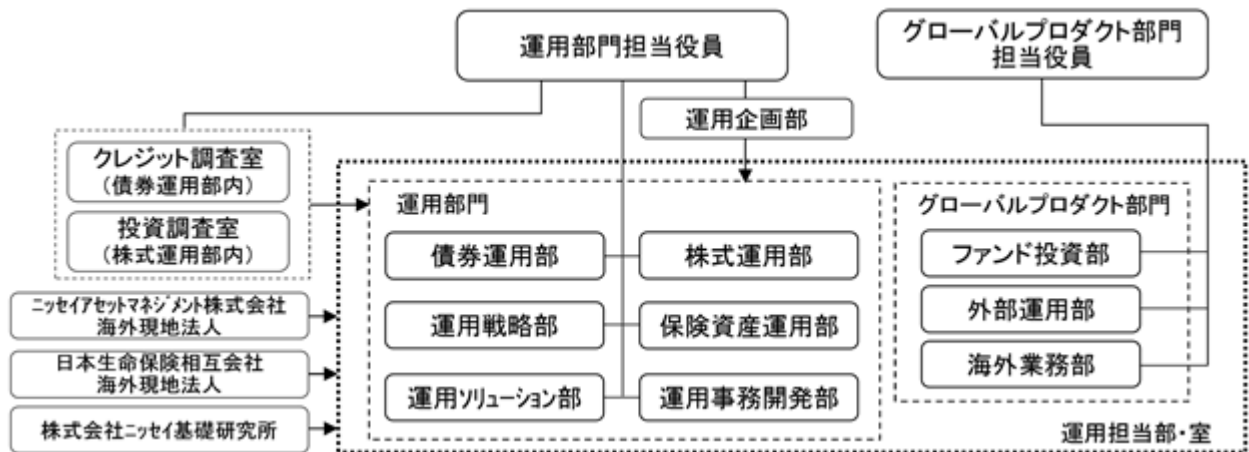 運用部門担当役員
グローバルプロダクト部門
担当役員
運用企画部
クレジット調査室
（債券運用部内）
投資調査室
（株式運用部内）
運用部門
債券運用部
株式運用部
運用戦略部
保険資産運用部
運用ソリューション部
運用事務開発部
グローバルプロダクト部門
ファンド投資部
外部運用部
海外業務部
ニッセイアセットマネジメント株式会社
海外現地法人
日本生命保険相互会社
海外現地法人
株式会社ニッセイ基礎研究所
運用担当部・室